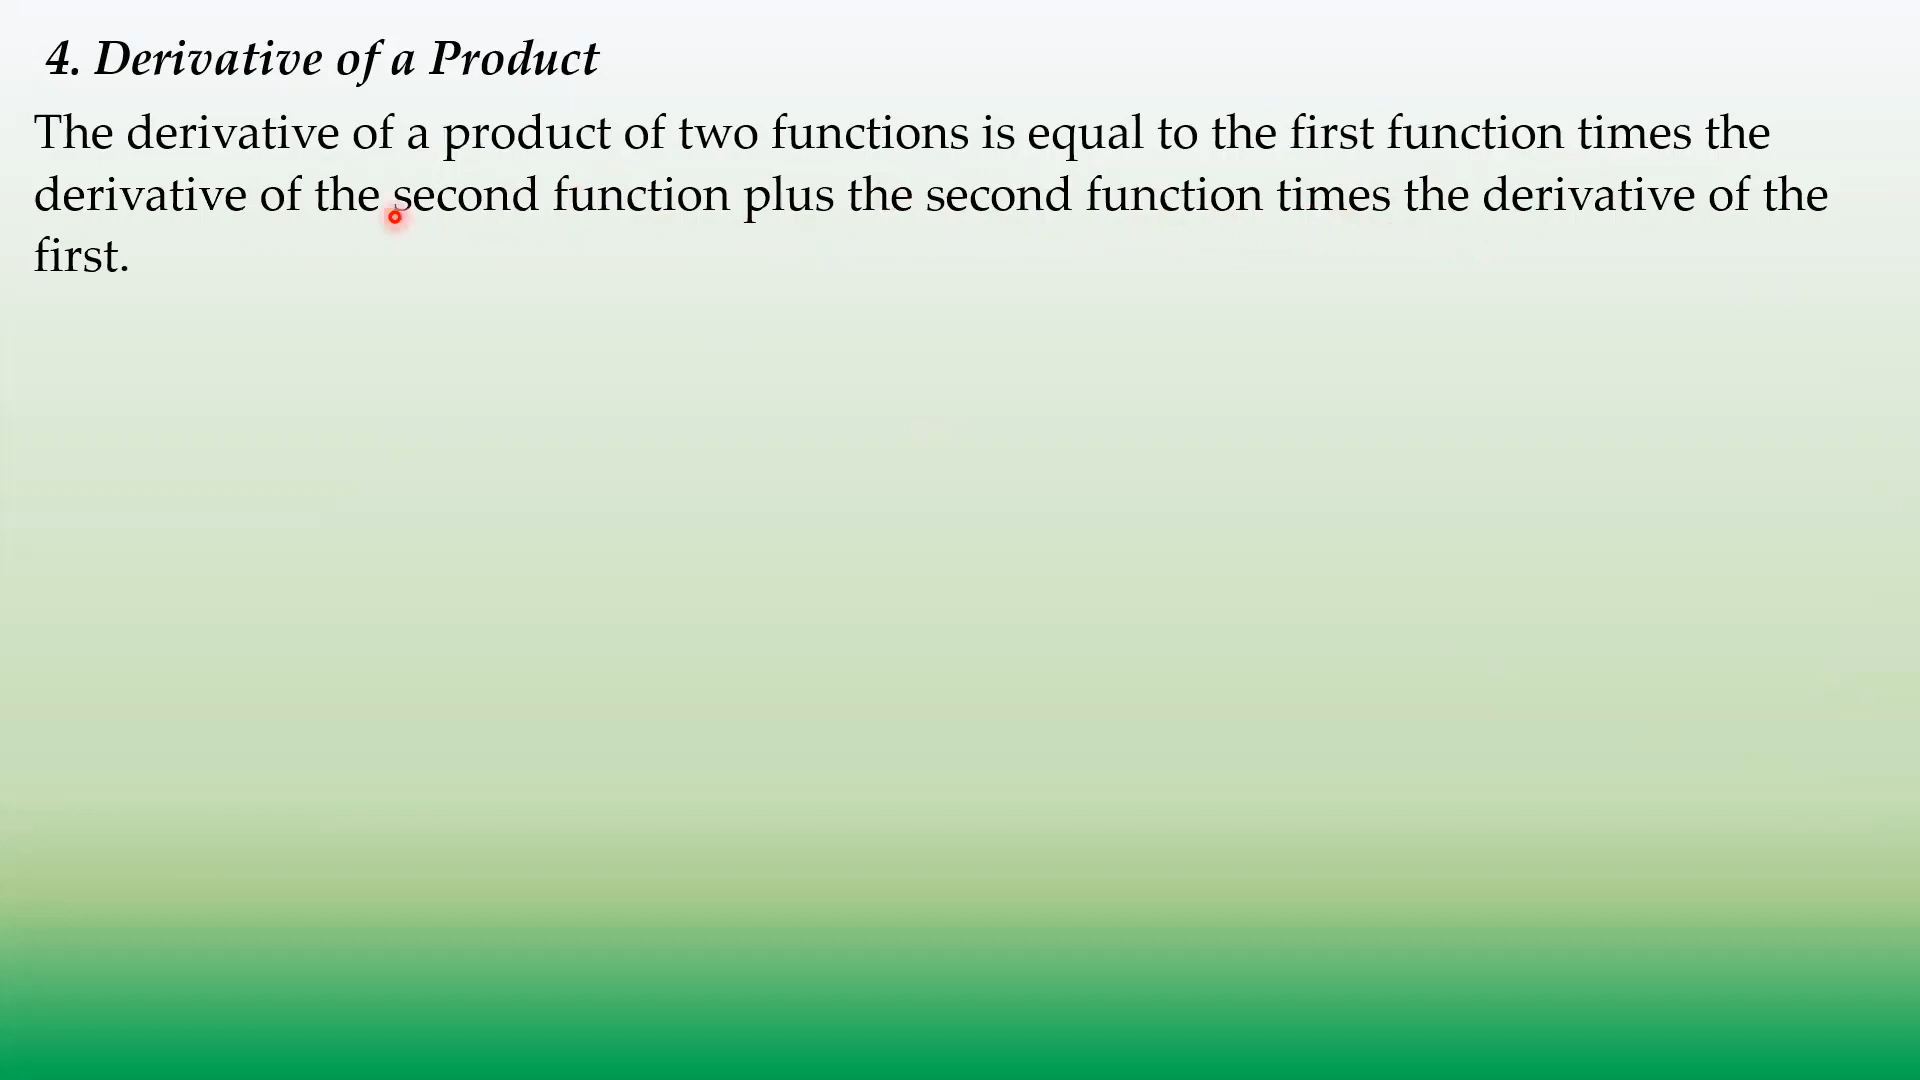 4. Derivative of a Product
The derivative of a product of two functions is equal to the first function times the
derivative of the second function plus the second function times the derivative of the
first.